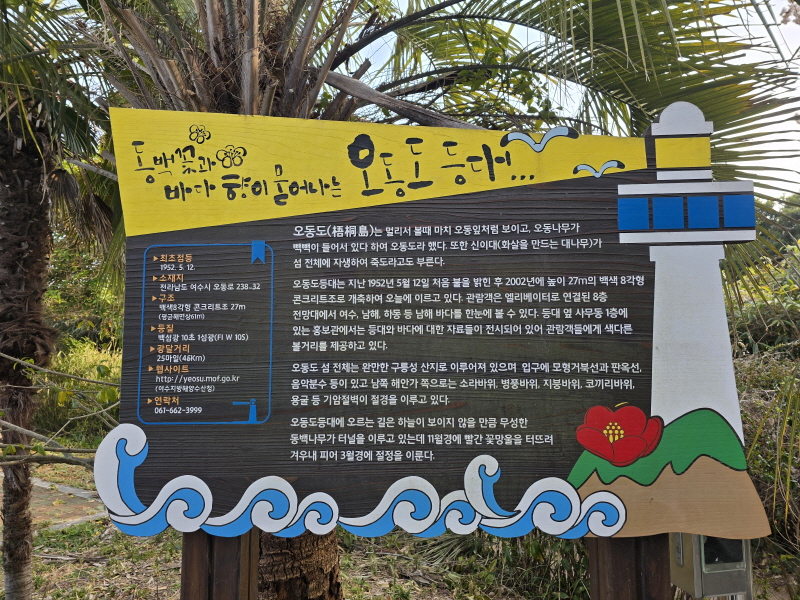 동백꽃과
바다 향이 묻어나는 오동도 등대!...
▶최초점등
1952. 5. 12.
▶소재지
전라남도 여수시 오동로 238-32
▶구조
백색8각형 콘크리트조 27m
(평균해면상61m)
▶등질
백섬광 10초 1섬광(Fl W 10S)
▶광달거리
25마일(46Km)
▶웹사이트
http://yeosu.mof.go.kr
(여수지방해양수산청)
▶연락처
061-662-3999
오동도(梧桐島)는 멀리서 볼때 마치 오동잎처럼 보이고, 오동나무가
빽빽이 들어서 있다 하여 오동도라 했다. 또한 신이대(화살을 만드는 대나무)가
섬 전체에 자생하여 죽도라고도 부른다.
오동도등대는 지난 1952년 5월 12일 처음 불을 밝힌 후 2002년에 높이 27m의 백색 8각형
콘크리트조로 개축하여 오늘에 이르고 있다. 관람객은 엘리베이터로 연결된 8층
전망대에서 여수, 남해, 하동 등 남해 바다를 한눈에 볼 수 있다. 등대 옆 사무동 1층에
있는 홍보관에서는 등대와 바다에 대한 자료들이 전시되어 있어 관람객들에게 색다른
볼거리를 제공하고 있다.
오동도 섬 전체는 완만한 구릉성 산지로 이루어져 있으며 입구에 모형거북선과 판옥선,
음악분수 등이 있고 남쪽 해안가 쪽으로는 소라바위, 병풍바위, 지붕바위, 코끼리바위,
용굴 등 기암절벽이 절경을 이루고 있다.
오동도등대에 오르는 길은 하늘이 보이지 않을 만큼 무성한
동백나무가 터널을 이루고 있는데 11월경에 빨간 꽃망울을 터뜨려
겨우내 피어 3월경에 절정을 이룬다.